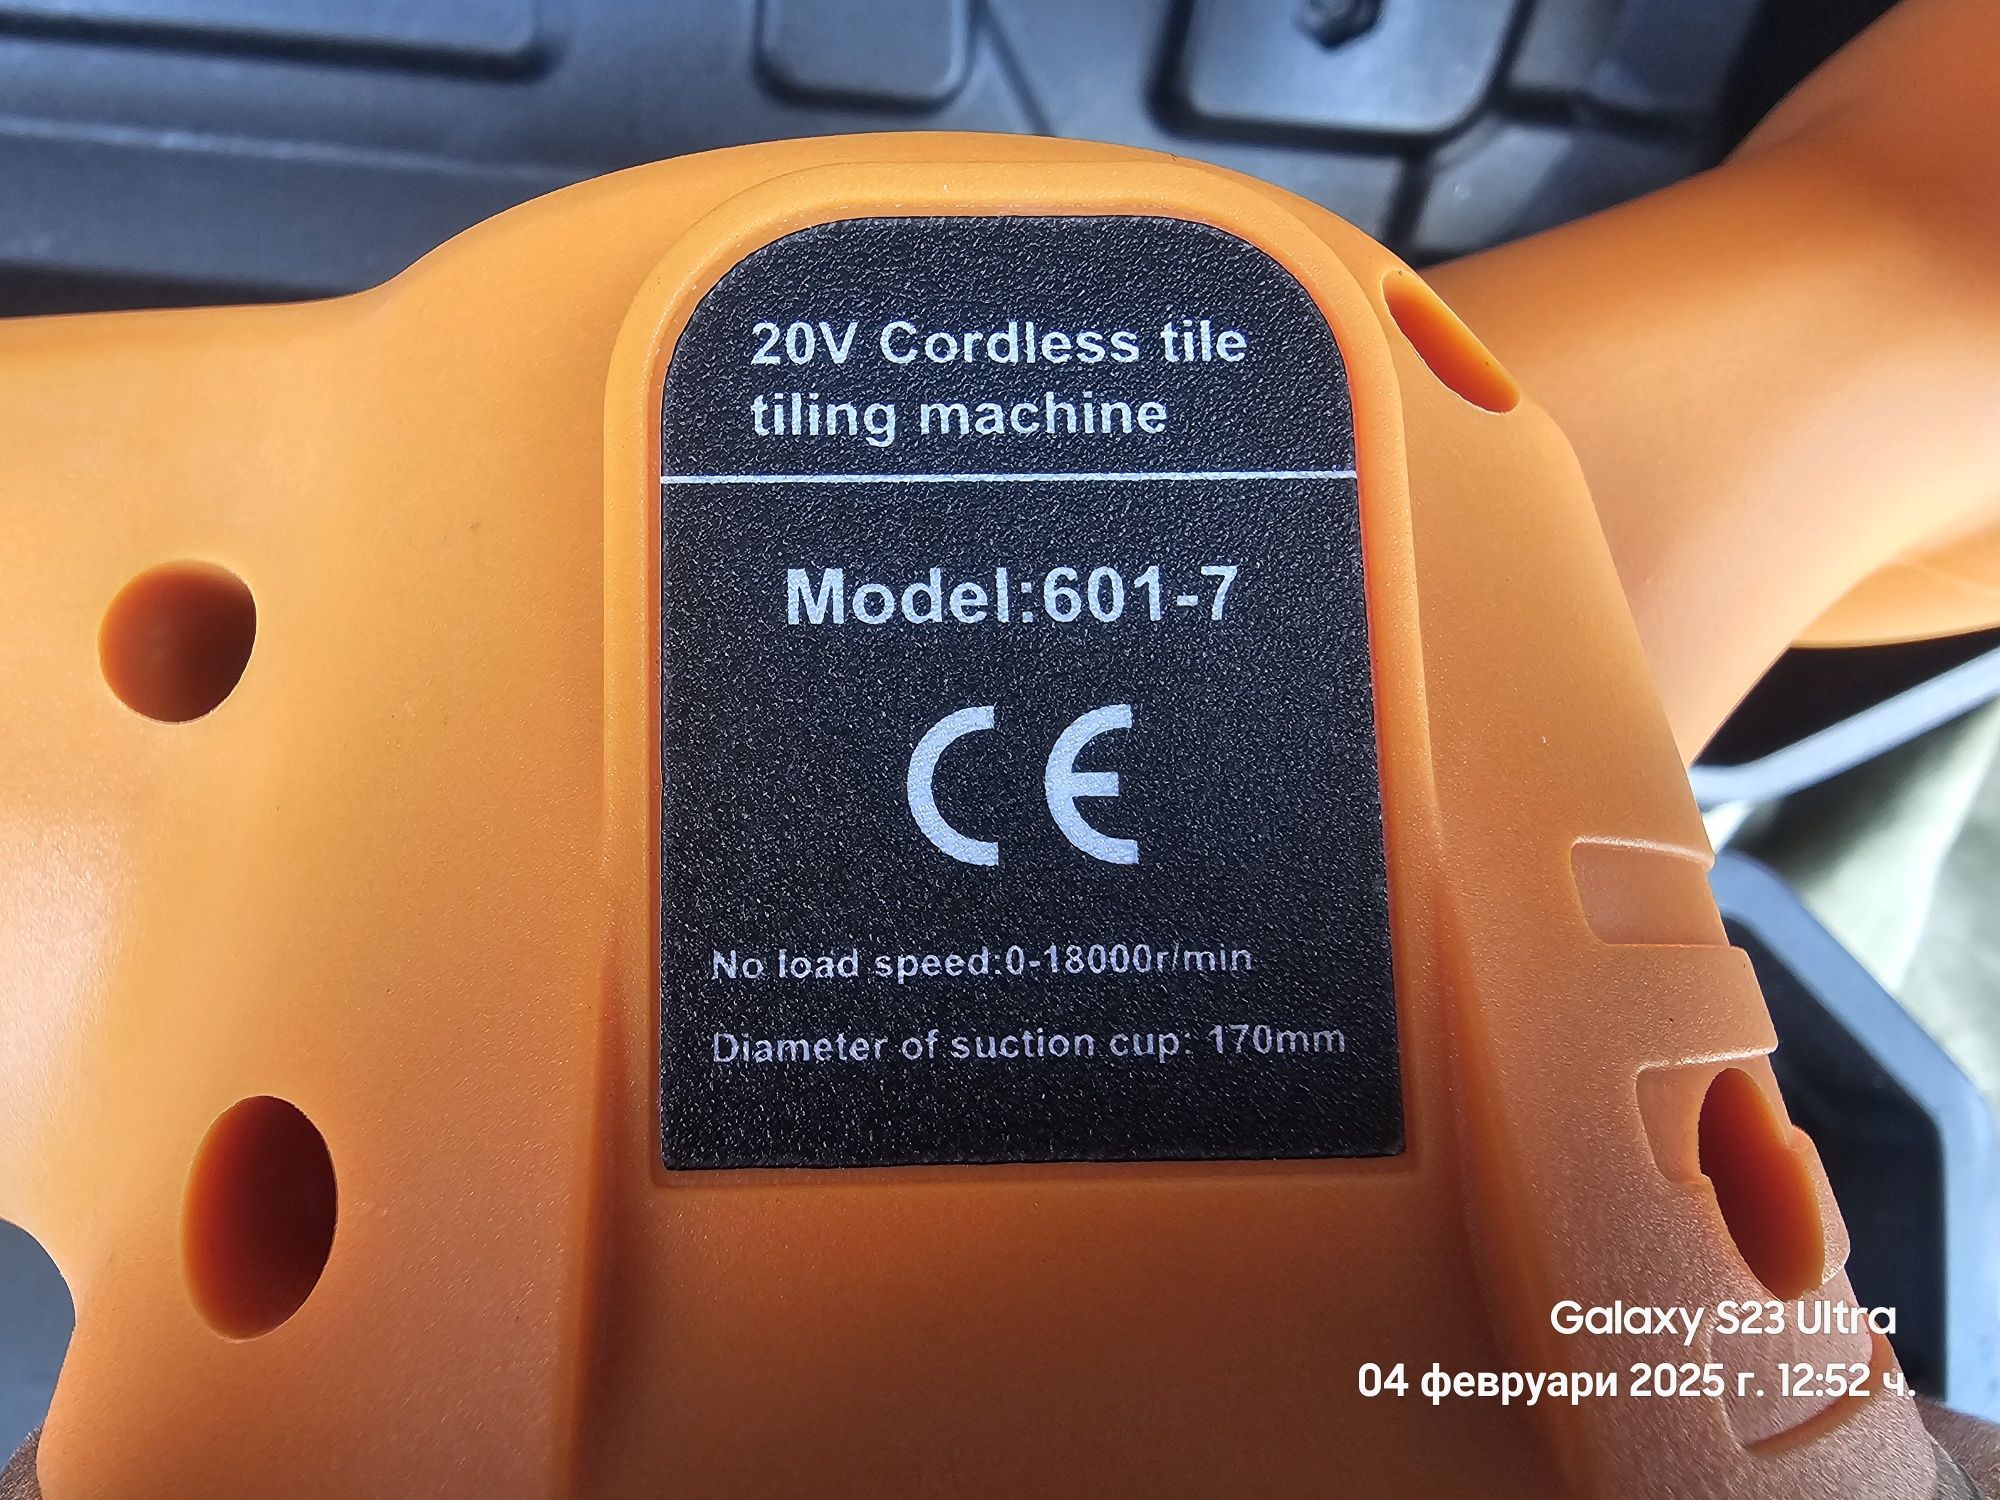 20V Cordless tile
tiling machine
Model:601-7
CE
No load speed:0-18000r/min
Diameter of suction cup: 170mm
Galaxy S23 Ultra
04 февруари 2025 г. 12:52 ч.